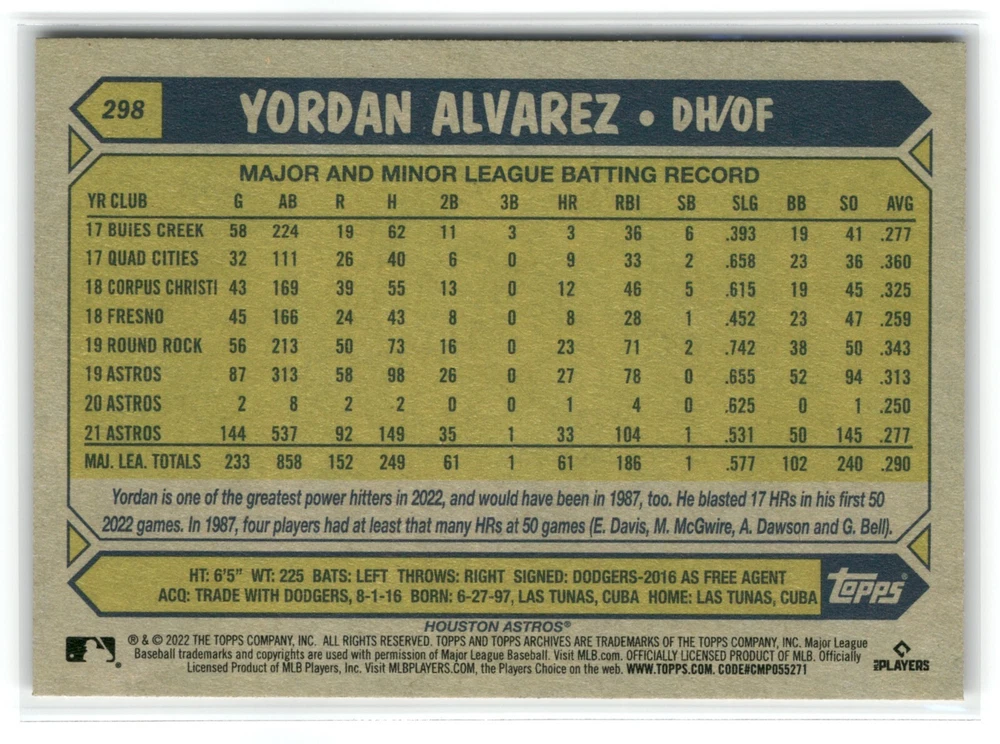 298 YORDAN ALVAREZ • DH/OF
MAJOR AND MINOR LEAGUE BATTING RECORD
YR CLUB G AB R H 2B 3B HR RBI SB SLG BB SO AVG
17 BUIES CREEK 58 224 19 62 11 3 3 36 6 .393 19 41 .277
17 QUAD CITIES 32 111 26 40 6 0 9 33 2 .658 23 36 .360
18 CORPUS CHRISTI 43 169 39 55 13 0 12 46 5 .615 19 45 .325
18 FRESNO 45 166 24 43 8 0 8 28 1 .452 23 47 .259
19 ROUND ROCK 56 213 50 73 16 0 23 71 2 .742 38 50 .343
19 ASTROS 87 313 58 98 26 0 27 78 0 .655 52 94 .313
20 ASTROS 2 8 2 2 0 0 1 4 0 .625 0 1 .250
21 ASTROS 144 537 92 149 35 1 33 104 1 .531 50 145 .277
MAJ. LEA. TOTALS 233 858 152 249 61 1 61 186 1 .577 102 240 .290
Yordan is one of the greatest power hitters in 2022, and would have been in 1987, too. He blasted 17 HRs in his first 50
2022 games. In 1987, four players had at least that many HRs at 50 games (E. Davis, M. McGwire, A. Dawson and G. Bell).
HT: 6'5" WT: 225 BATS: LEFT THROWS: RIGHT SIGNED: DODGERS-2016 AS FREE AGENT
ACQ: TRADE WITH DODGERS, 8-1-16 BORN: 6-27-97, LAS TUNAS, CUBA HOME: LAS TUNAS, CUBA
TOPPS®
HOUSTON ASTROS®
® & © 2022 THE TOPPS COMPANY, INC. ALL RIGHTS RESERVED. TOPPS AND TOPPS ARCHIVES ARE TRADEMARKS OF THE TOPPS COMPANY, INC. Major League
Baseball trademarks and copyrights are used with permission of Major League Baseball. Visit MLB.com. OFFICIALLY LICENSED PRODUCT OF MLB. Officially
Licensed Product of MLB Players, Inc. Visit MLBPLAYERS.COM, the Players Choice on the web. WWW.TOPPS.COM. CODE#CMP055271
MLB PLAYERS